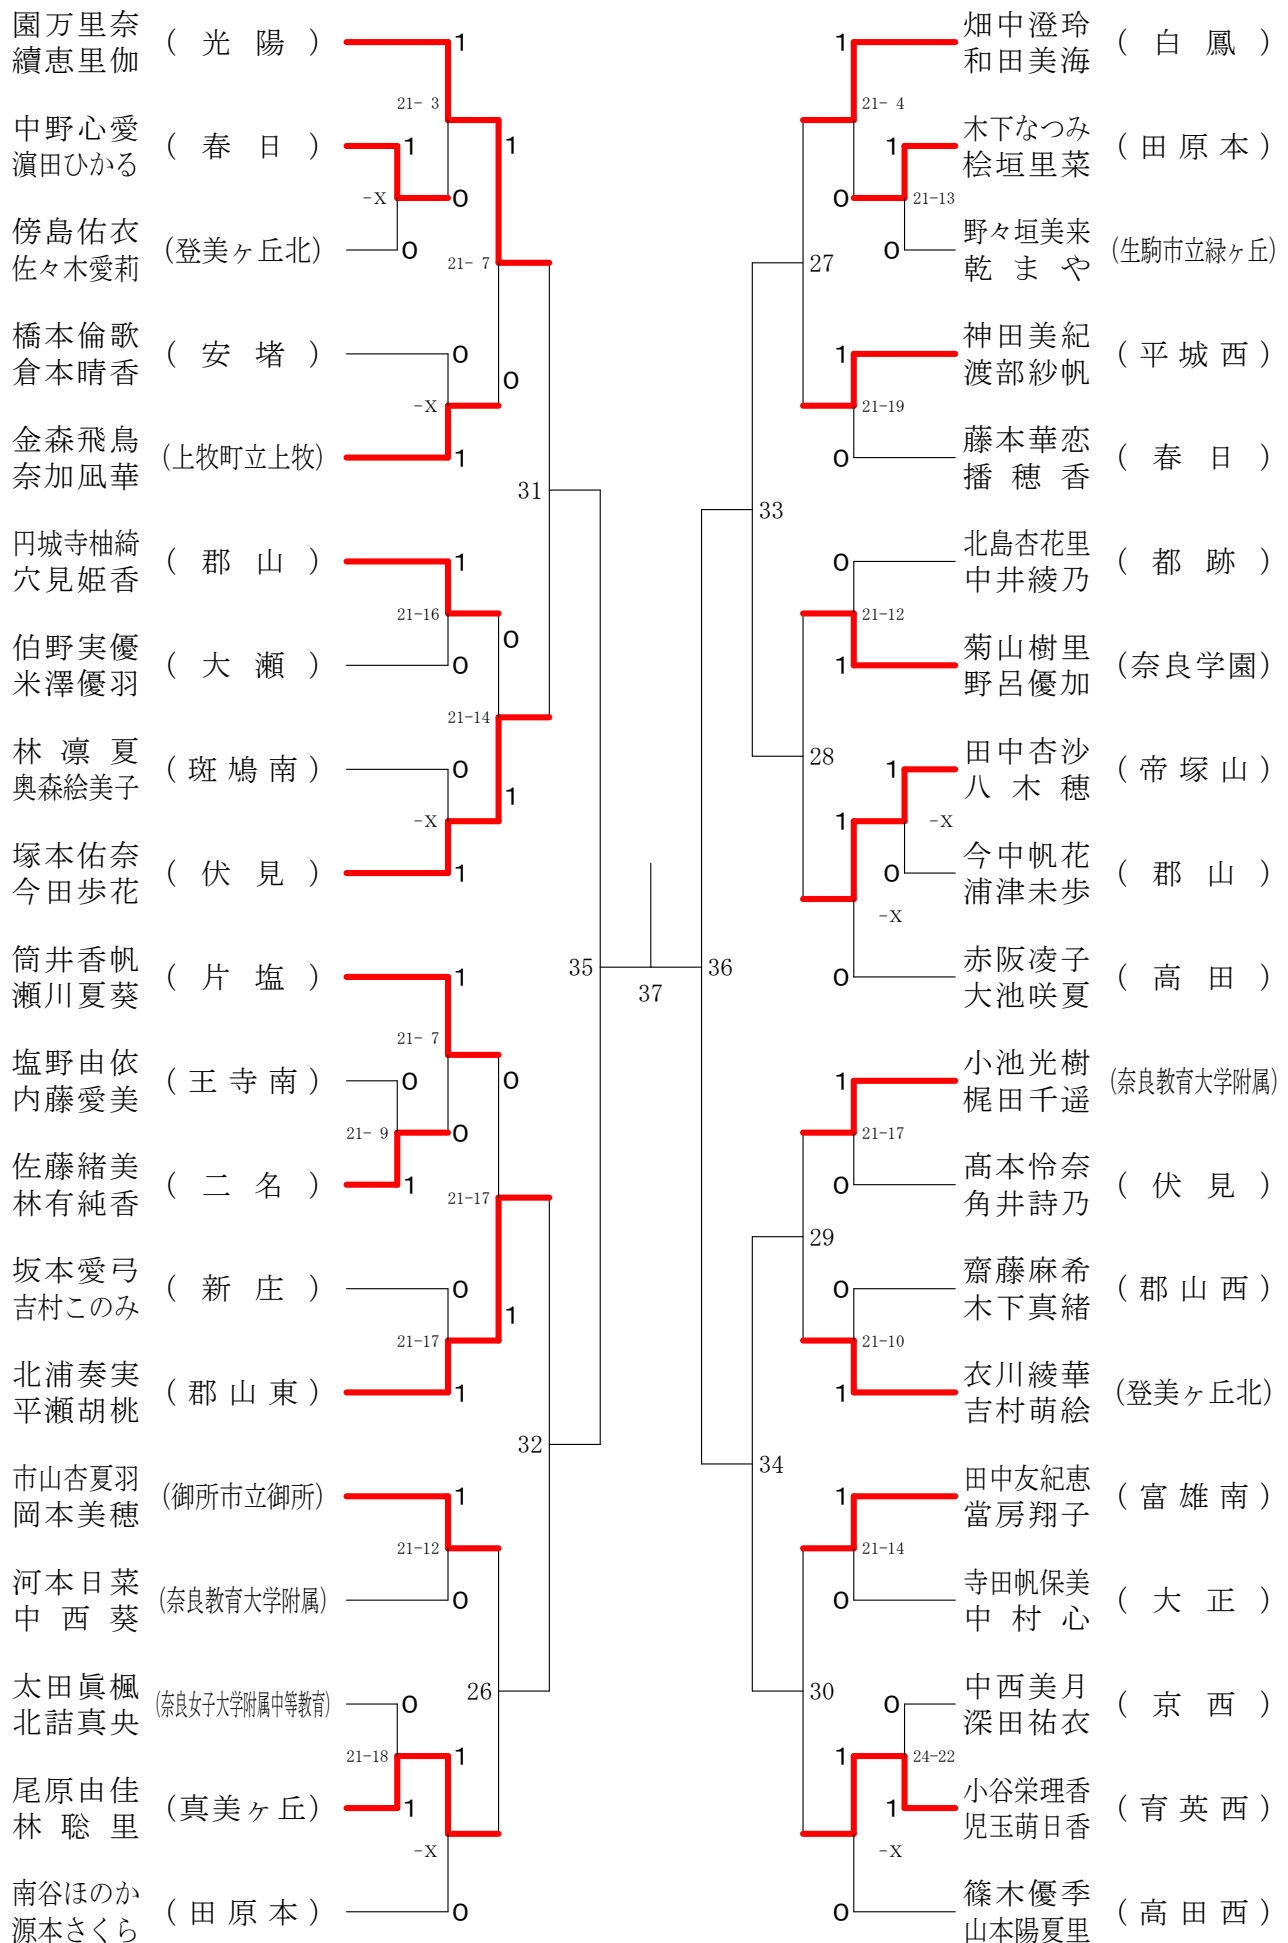 園万里奈
續恵里伽
( 光 陽 )
1
21- 3
中野心愛
濵田ひかる
( 春 日 )
1
1
-X
0
傍島佑衣
佐々木愛莉
(登美ヶ丘北)
0
21- 7
橋本倫歌
倉本晴香
( 安 堵 )
0
0
-X
金森飛鳥
奈加凪華
(上牧町立上牧)
1
31
円城寺柚綺
穴見姫香
( 郡 山 )
1
21-16
0
伯野実優
米澤優羽
( 大 瀬 )
0
21-14
林 凛 夏
奥森絵美子
( 斑 鳩 南 )
0
1
-X
塚本佑奈
今田歩花
( 伏 見 )
1
筒井香帆
瀬川夏葵
( 片 塩 )
1
35
21- 7
塩野由依
内藤愛美
( 王 寺 南 )
0
0
21- 9
0
佐藤緒美
林有純香
( 二 名 )
1
21-17
坂本愛弓
吉村このみ
( 新 庄 )
0
1
21-17
北浦奏実
平瀬胡桃
( 郡 山 東 )
1
32
市山杏夏羽
岡本美穂
(御所市立御所)
1
21-12
河本日菜
中 西 葵
(奈良教育大学附属)
0
26
太田眞楓
北詰真央
(奈良女子大学附属中等教育)
0
21-18
1
尾原由佳
林 聡 里
(真美ヶ丘)
1
-X
南谷ほのか
源本さくら
( 田 原 本 )
0
37
畑中澄玲
和田美海
( 白 鳳 )
1
21- 4
木下なつみ
桧垣里菜
( 田 原 本 )
1
0
21-13
野々垣美来
乾 ま や
(生駒市立緑ヶ丘)
0
27
神田美紀
渡部紗帆
( 平 城 西 )
1
21-19
藤本華恋
播 穂 香
( 春 日 )
0
33
北島杏花里
中井綾乃
( 都 跡 )
0
21-12
菊山樹里
野呂優加
(奈良学園)
1
28
田中杏沙
八 木 穂
( 帝 塚 山 )
1
1
-X
今中帆花
浦津未歩
( 郡 山 )
0
-X
赤阪凌子
大池咲夏
( 高 田 )
0
36
小池光樹
梶田千遥
(奈良教育大学附属)
1
21-17
髙本怜奈
角井詩乃
( 伏 見 )
0
29
齋藤麻希
木下真緒
( 郡 山 西 )
0
21-10
衣川綾華
吉村萌絵
(登美ヶ丘北)
1
34
田中友紀恵
當房翔子
( 富 雄 南 )
1
21-14
寺田帆保美
中 村 心
( 大 正 )
0
30
中西美月
深田祐衣
( 京 西 )
0
1
24-22
小谷栄理香
児玉萌日香
( 育 英 西 )
1
-X
篠木優季
山本陽夏里
( 高 田 西 )
0